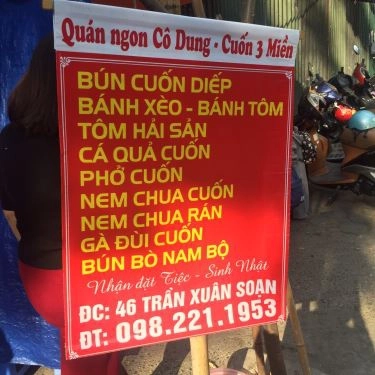 Quán ngon Cô Dung - Cuốn 3 Miền
BÚN CUỐN DIẾP
BÁNH XÈO - BÁNH TÔM
TÔM HẢI SẢN
CÁ QUẢ CUỐN
PHỞ CUỐN
NEM CHUA CUỐN
NEM CHUA RÁN
GÀ ĐÙI CUỐN
BÚN BÒ NAM BỘ
Nhận đặt Tiệc - Sinh Nhật
ĐC: 46 TRẦN XUÂN SOẠN
ĐT: 098.221.1953